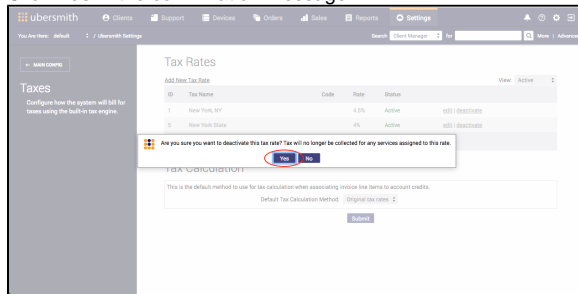 ubersmith Clients Support Devices Orders Sales Reports Settings
You Are Here: default / Ubersmith Settings Search Client Manager for More | Advanced
← MAIN CONFIG
Taxes
Configure how the system will bill for
taxes using the built-in tax engine.
Tax Rates
Add New Tax Rate View: Active
ID Tax Name Code Rate Status
1 New York, NY 4.5% Active edit | deactivate
New York State 4% Active edit | deactivate
Are you sure you want to deactivate this tax rate? Tax will no longer be collected for any services assigned to this rate.
Yes No
Tax Calculation
This is the default method to use for tax calculation when associating invoice line items to account credits.
Default Tax Calculation Method Original tax rates
Submit